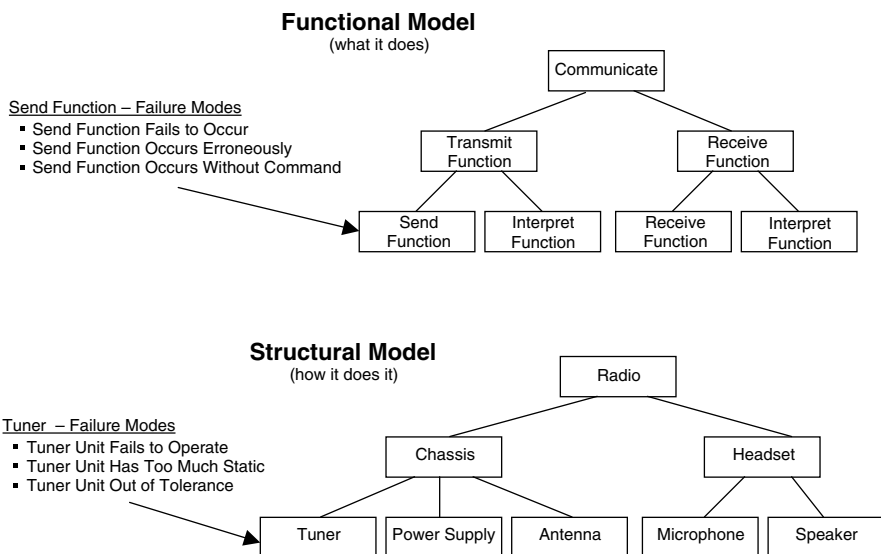 Functional Model
(what it does)
Communicate
Send Function – Failure Modes
▪ Send Function Fails to Occur
▪ Send Function Occurs Erroneously
▪ Send Function Occurs Without Command
Transmit
Function
Receive
Function
Send
Function
Interpret
Function
Receive
Function
Interpret
Function
Structural Model
(how it does it)
Radio
Tuner – Failure Modes
▪ Tuner Unit Fails to Operate
▪ Tuner Unit Has Too Much Static
▪ Tuner Unit Out of Tolerance
Chassis
Headset
Tuner
Power Supply
Antenna
Microphone
Speaker